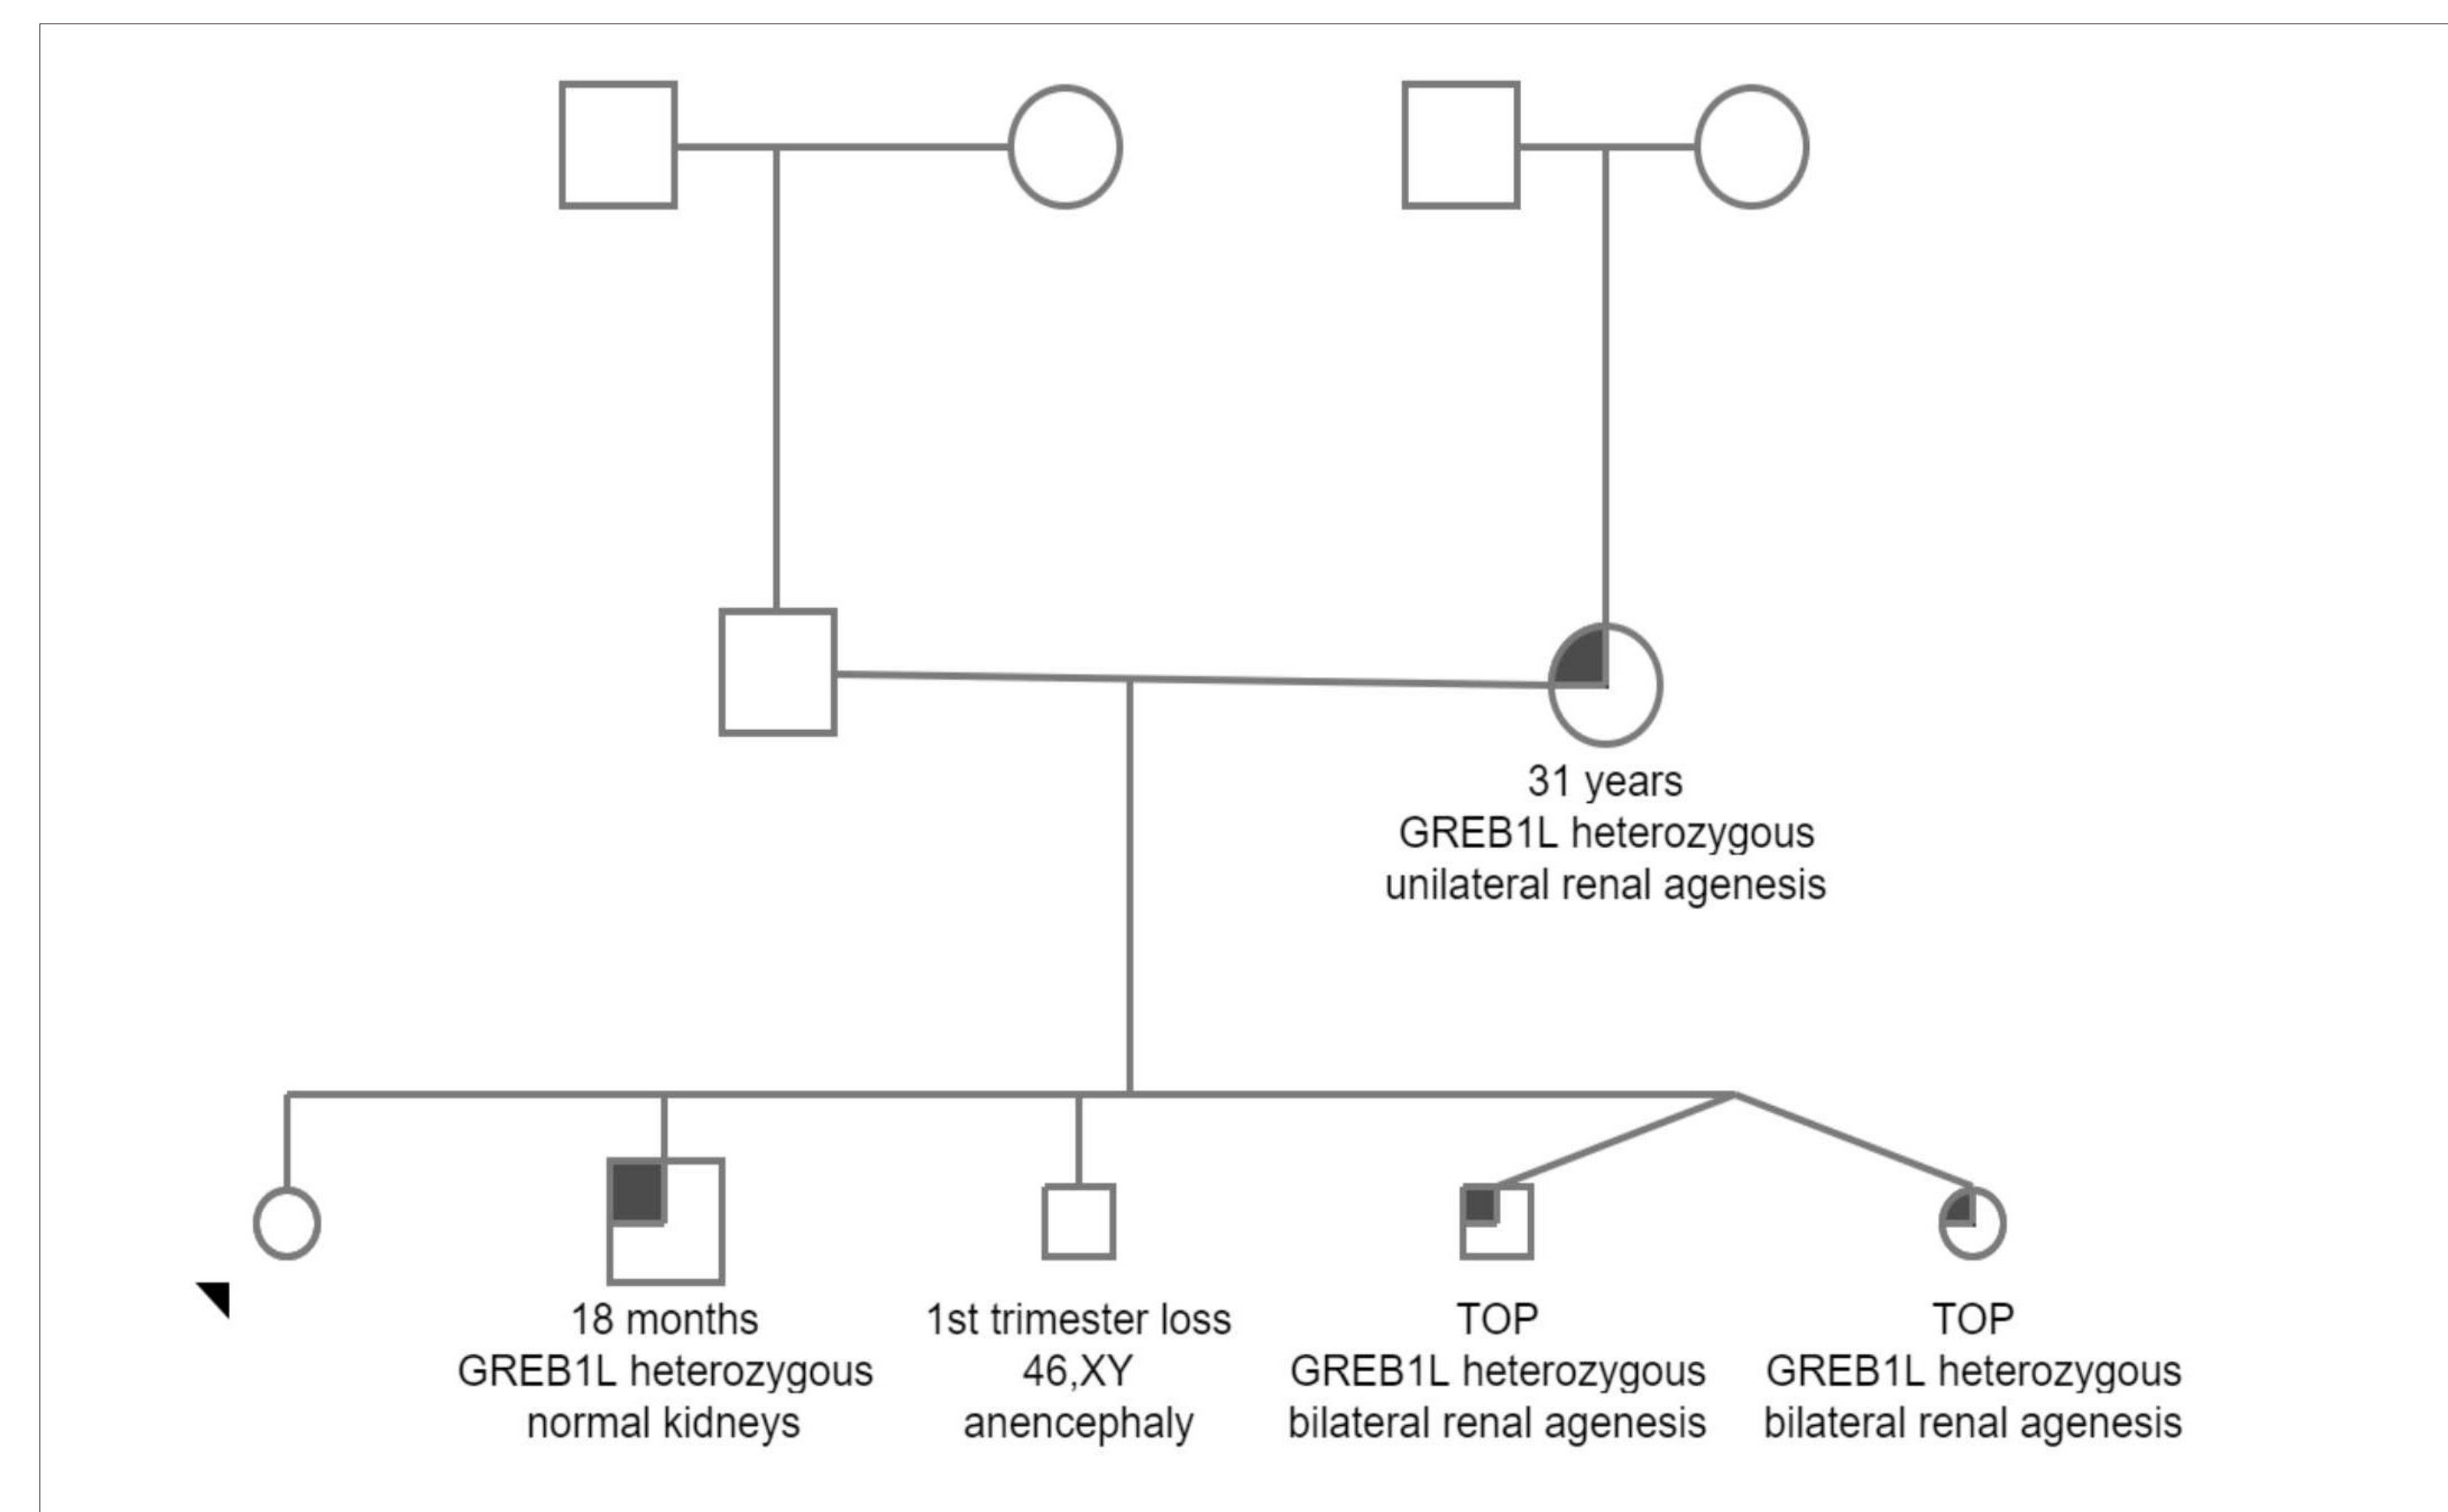 31 years
GREB1L heterozygous
unilateral renal agenesis
18 months
GREB1L heterozygous
normal kidneys
1st trimester loss
46,XY
anencephaly
TOP
GREB1L heterozygous
bilateral renal agenesis
TOP
GREB1L heterozygous
bilateral renal agenesis